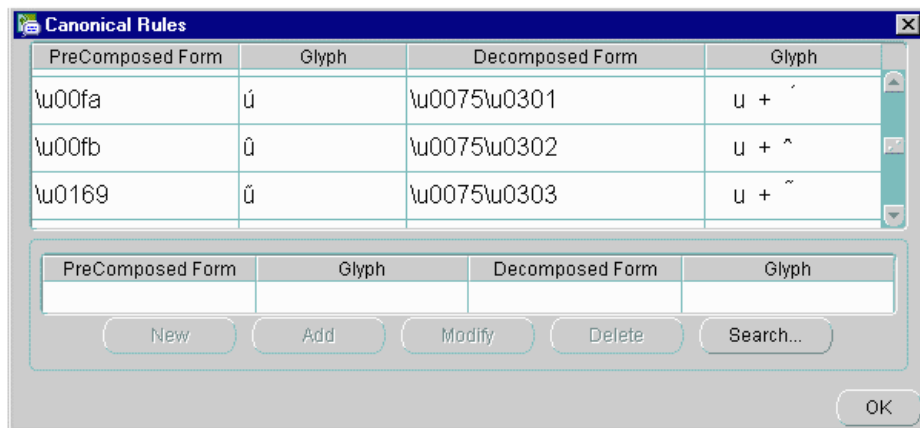 Canonical Rules
PreComposed Form Glyph Decomposed Form Glyph
\u00fa ú \u0075\u0301 u + ´
\u00fb û \u0075\u0302 u + ^
\u0169 ũ \u0075\u0303 u + ˜
PreComposed Form Glyph Decomposed Form Glyph
New Add Modify Delete Search...
OK